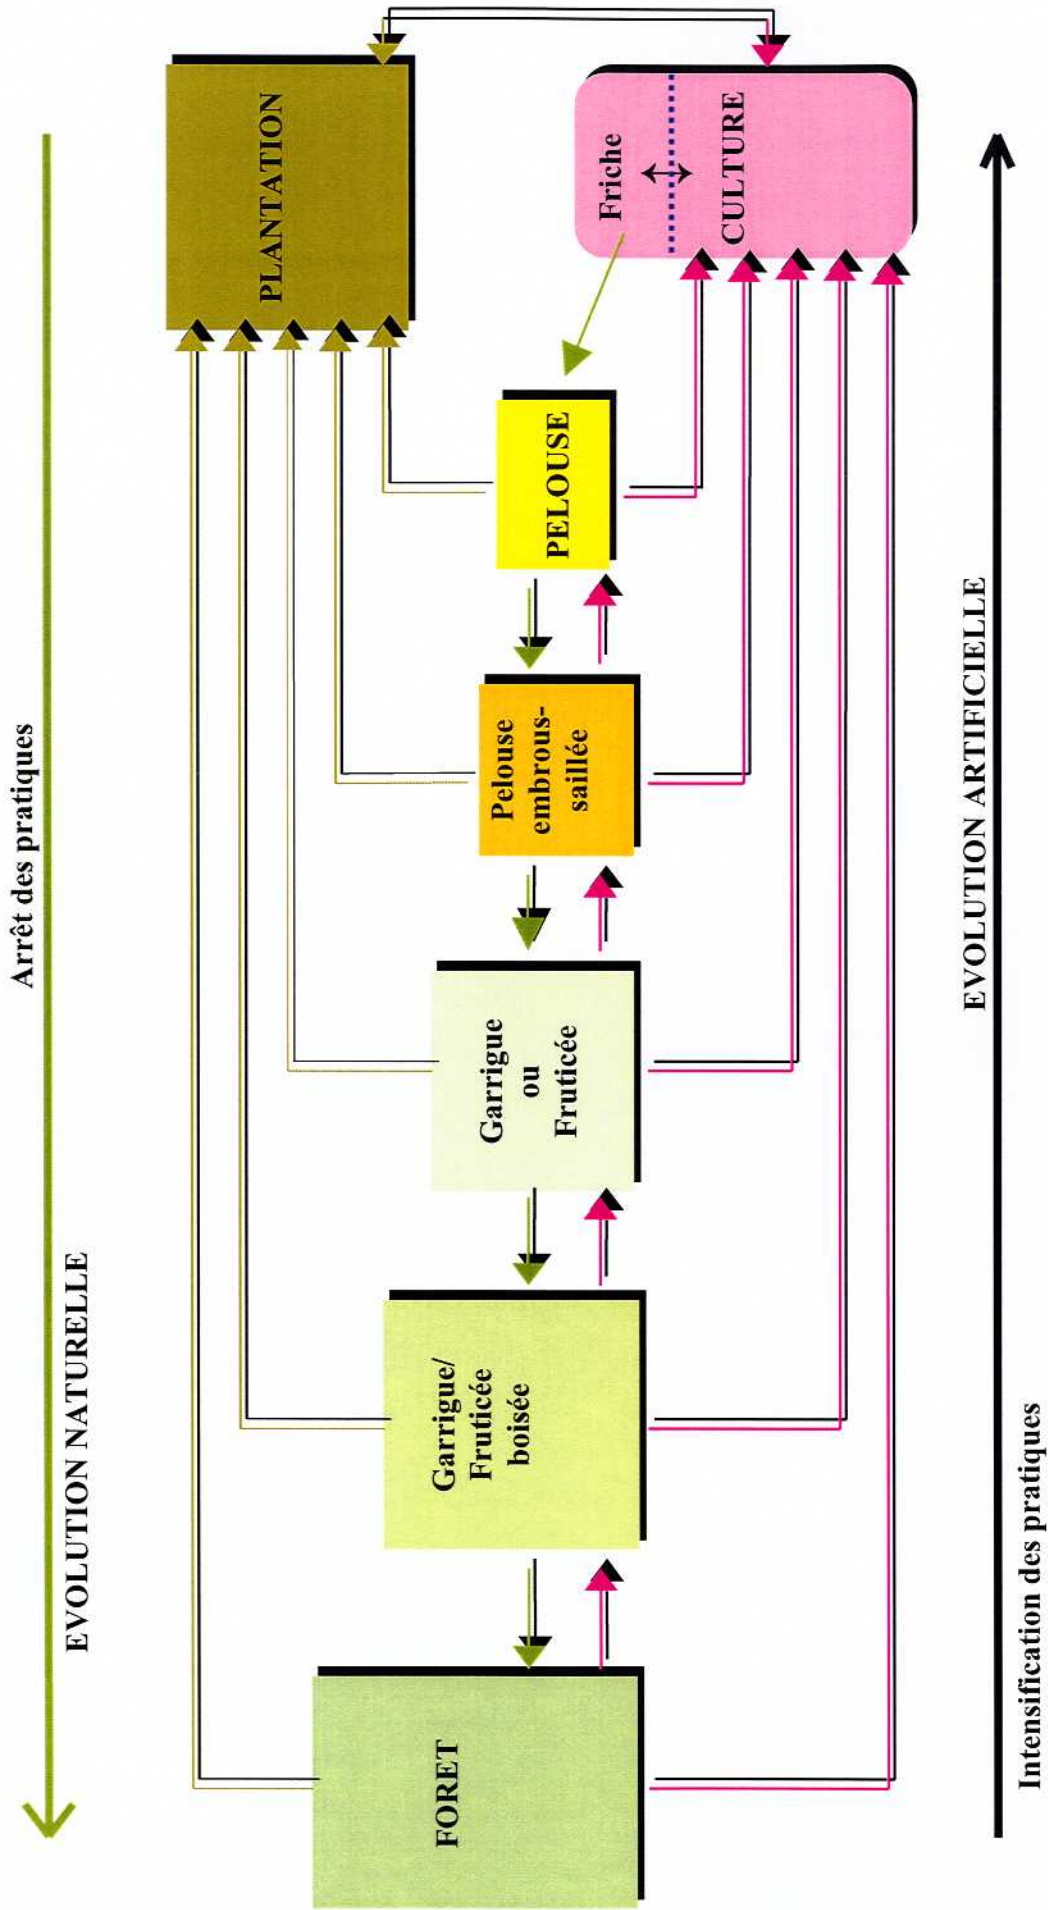 Arrêt des pratiques
EVOLUTION NATURELLE
PLANTATION
FORET
Garrigue/
Fruticée
boisée
Garrigue
ou
Fruticée
Pelouse
embrous-
saillée
PELOUSE
Friche
CULTURE
EVOLUTION ARTIFICIELLE
Intensification des pratiques